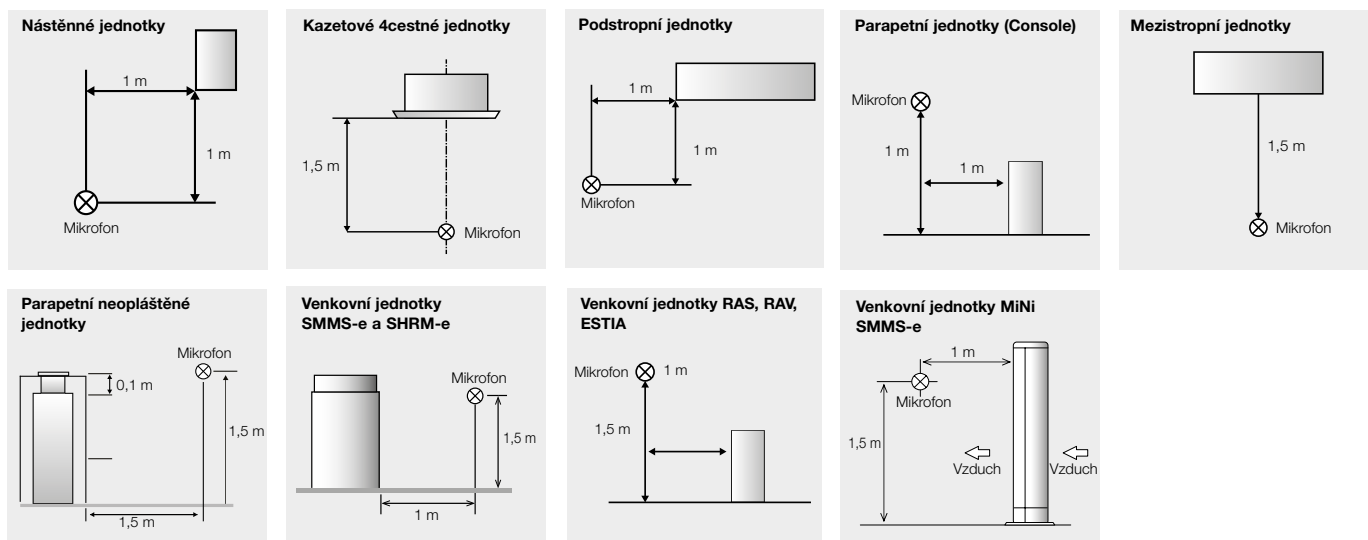 Nástěnné jednotky
1 m
1 m
Mikrofon
Kazetové 4cestné jednotky
1,5 m
Mikrofon
Podstropní jednotky
1 m
1 m
Mikrofon
Parapetní jednotky (Console)
Mikrofon
1 m
1 m
Mezistropní jednotky
1,5 m
Mikrofon
Parapetní neopláštěné
jednotky
Mikrofon
0,1 m
1,5 m
1,5 m
Venkovní jednotky
SMMS-e a SHRM-e
Mikrofon
1,5 m
1 m
Venkovní jednotky RAS, RAV,
ESTIA
Mikrofon
1 m
1,5 m
Venkovní jednotky MiNi
SMMS-e
1 m
Mikrofon
1,5 m
Vzduch
Vzduch